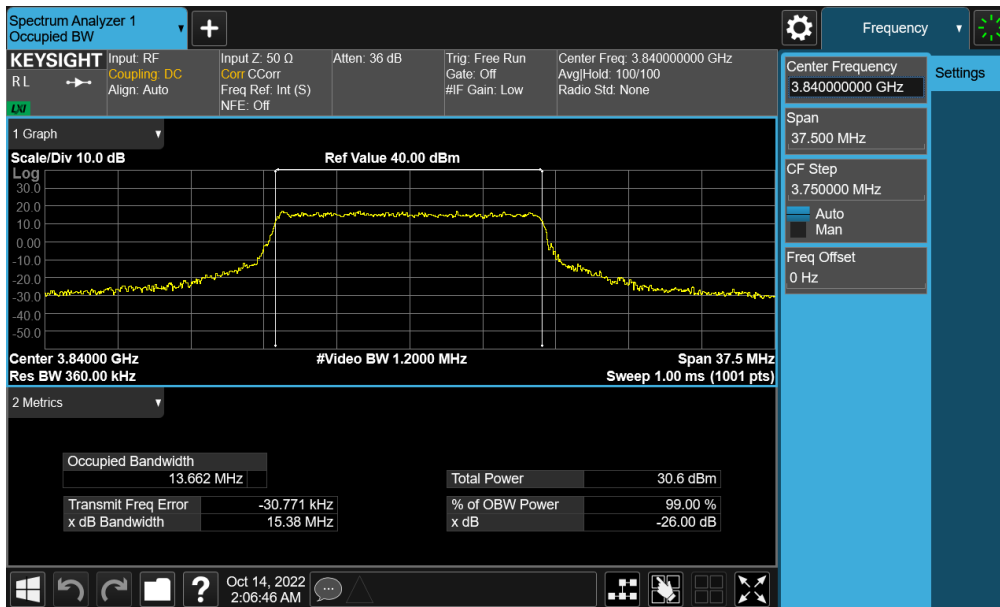 Spectrum Analyzer 1
Occupied BW
Frequency
KEYSIGHT
R L
LXI
Input: RF
Coupling: DC
Align: Auto
Input Z: 50 Ω
Corr CCorr
Freq Ref: Int (S)
NFE: Off
Atten: 36 dB
Trig: Free Run
Gate: Off
#IF Gain: Low
Center Freq: 3.840000000 GHz
Avg|Hold: 100/100
Radio Std: None
Center Frequency
3.840000000 GHz
Settings
Span
37.500 MHz
CF Step
3.750000 MHz
Auto
Man
Freq Offset
0 Hz
1 Graph
Scale/Div 10.0 dB
Ref Value 40.00 dBm
Log
30.0
20.0
10.0
0.00
-10.0
-20.0
-30.0
-40.0
-50.0
Center 3.84000 GHz
#Video BW 1.2000 MHz
Span 37.5 MHz
Res BW 360.00 kHz
Sweep 1.00 ms (1001 pts)
2 Metrics
Occupied Bandwidth
13.662 MHz
Total Power 30.6 dBm
Transmit Freq Error -30.771 kHz
% of OBW Power 99.00 %
x dB Bandwidth 15.38 MHz
x dB -26.00 dB
Oct 14, 2022
2:06:46 AM